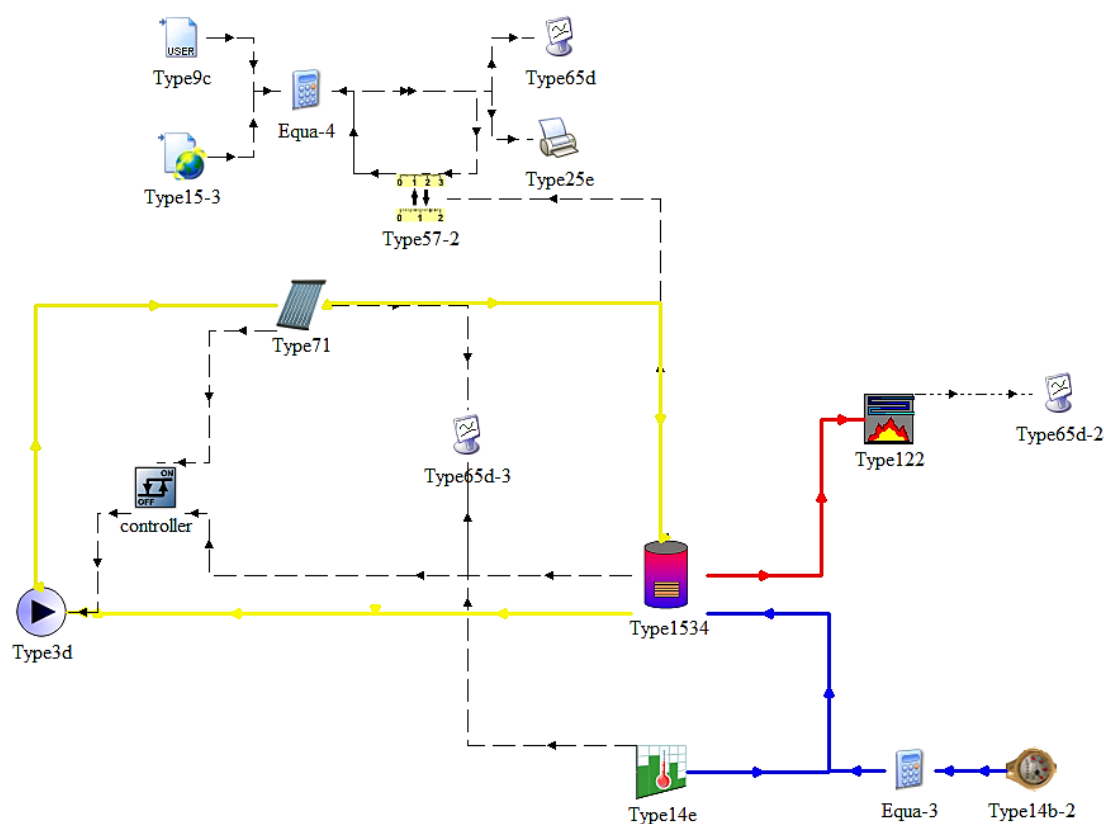 USER
Type9c
Type65d
Equa-4
Type25e
Type15-3
0 1 2 3
0 1 2
Type57-2
Type71
Type65d-2
Type122
Type65d-3
ON
OFF
controller
Type1534
Type3d
Type14e
Equa-3
Type14b-2